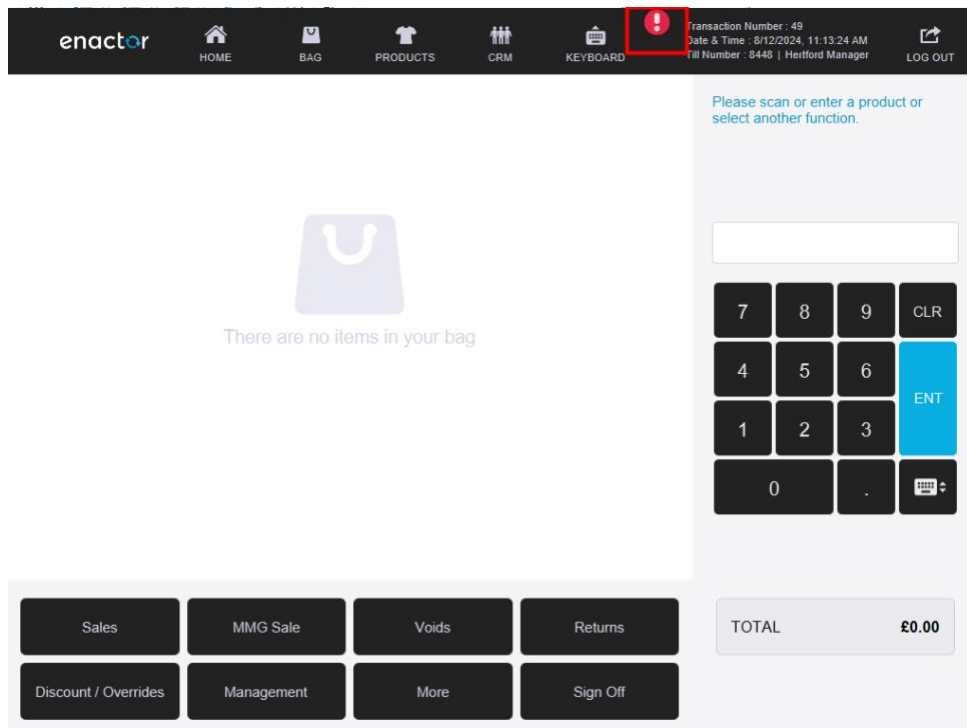 enactor
HOME
BAG
PRODUCTS
CRM
KEYBOARD
Transaction Number : 49
Date & Time : 8/12/2024, 11:13:24 AM
Till Number : 8448 | Hertford Manager
LOG OUT
Please scan or enter a product or
select another function.
There are no items in your bag
7 8 9 CLR
4 5 6
ENT
1 2 3
0 .
Sales MMG Sale Voids Returns
TOTAL £0.00
Discount / Overrides Management More Sign Off